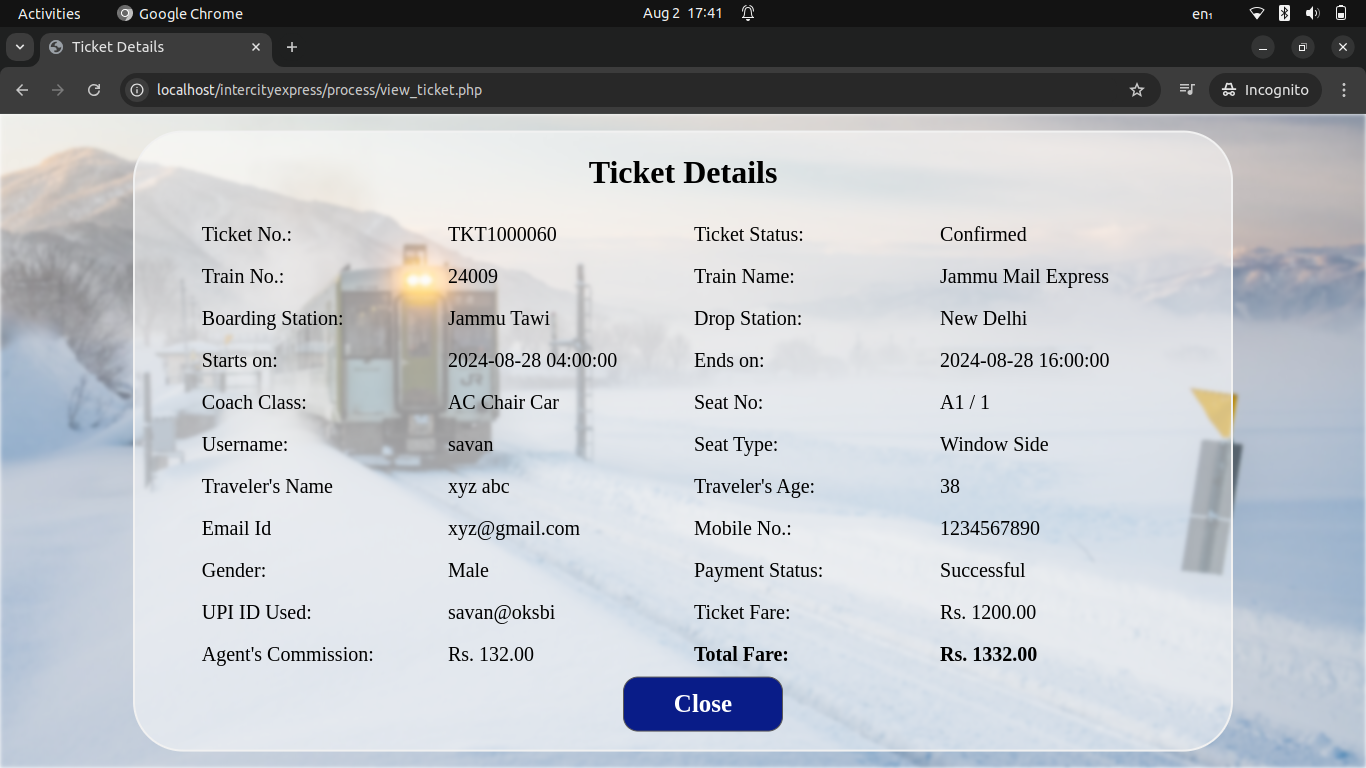 Activities Google Chrome Aug 2 17:41 en₁
Ticket Details
localhost/intercityexpress/process/view_ticket.php Incognito
Ticket Details
Ticket No.: TKT1000060 Ticket Status: Confirmed
Train No.: 24009 Train Name: Jammu Mail Express
Boarding Station: Jammu Tawi Drop Station: New Delhi
Starts on: 2024-08-28 04:00:00 Ends on: 2024-08-28 16:00:00
Coach Class: AC Chair Car Seat No: A1 / 1
Username: savan Seat Type: Window Side
Traveler's Name xyz abc Traveler's Age: 38
Email Id xyz@gmail.com Mobile No.: 1234567890
Gender: Male Payment Status: Successful
UPI ID Used: savan@oksbi Ticket Fare: Rs. 1200.00
Agent's Commission: Rs. 132.00 Total Fare: Rs. 1332.00
Close
JR